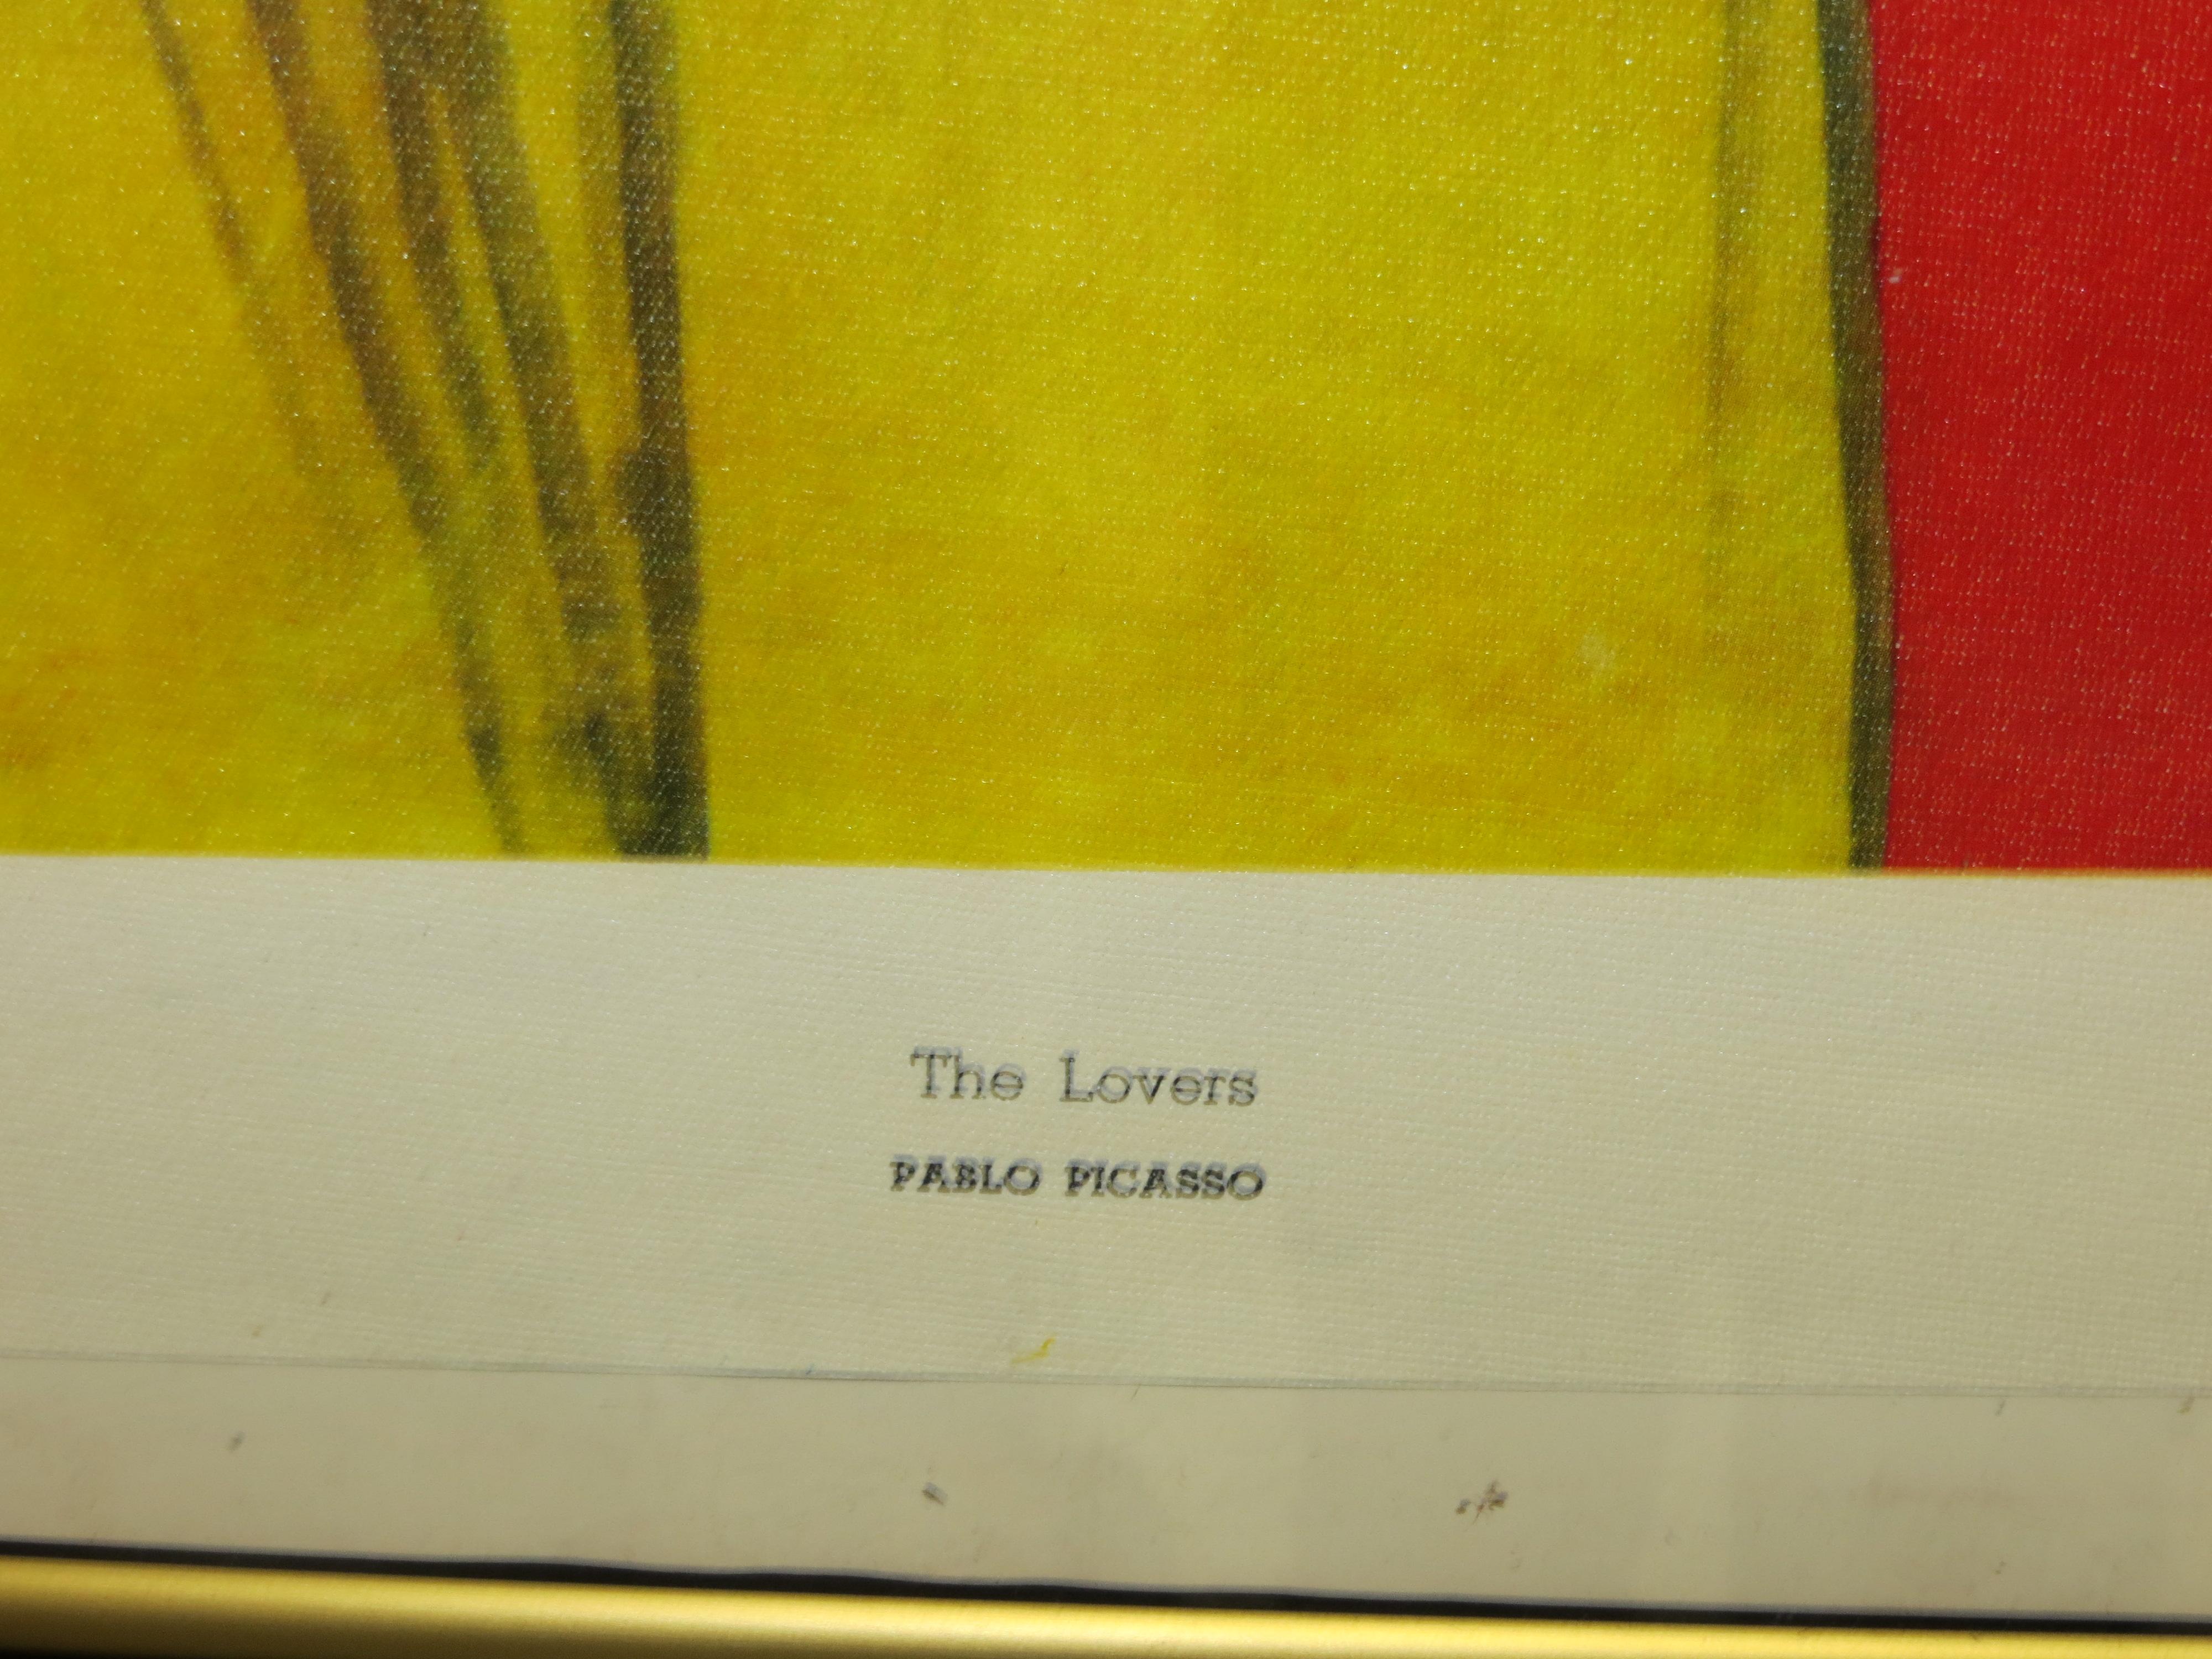 The Lovers
PABLO PICASSO